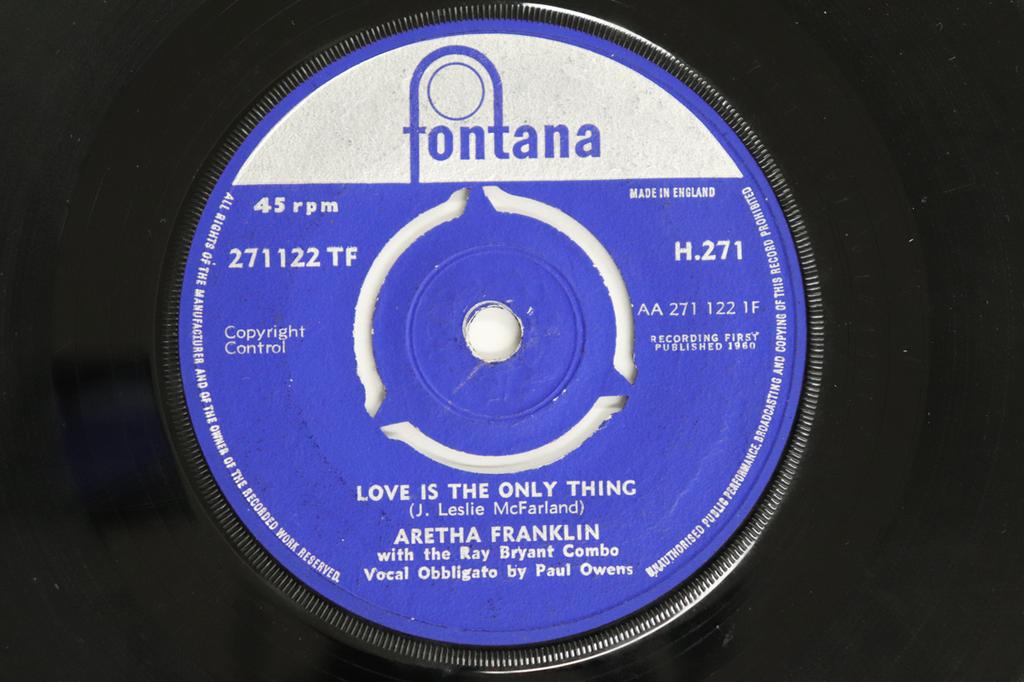 fontana
45 rpm
MADE IN ENGLAND
271122 TF
H.271
AA 271 122 1F
Copyright
Control
RECORDING FIRST
PUBLISHED 1960
LOVE IS THE ONLY THING
(J. Leslie McFarland)
ARETHA FRANKLIN
with the Ray Bryant Combo
Vocal Obbligato by Paul Owens
ALL RIGHTS OF THE MANUFACTURER AND OF THE OWNER OF THE RECORDED WORK RESERVED.
UNAUTHORISED PUBLIC PERFORMANCE, BROADCASTING AND COPYING OF THIS RECORD PROHIBITED